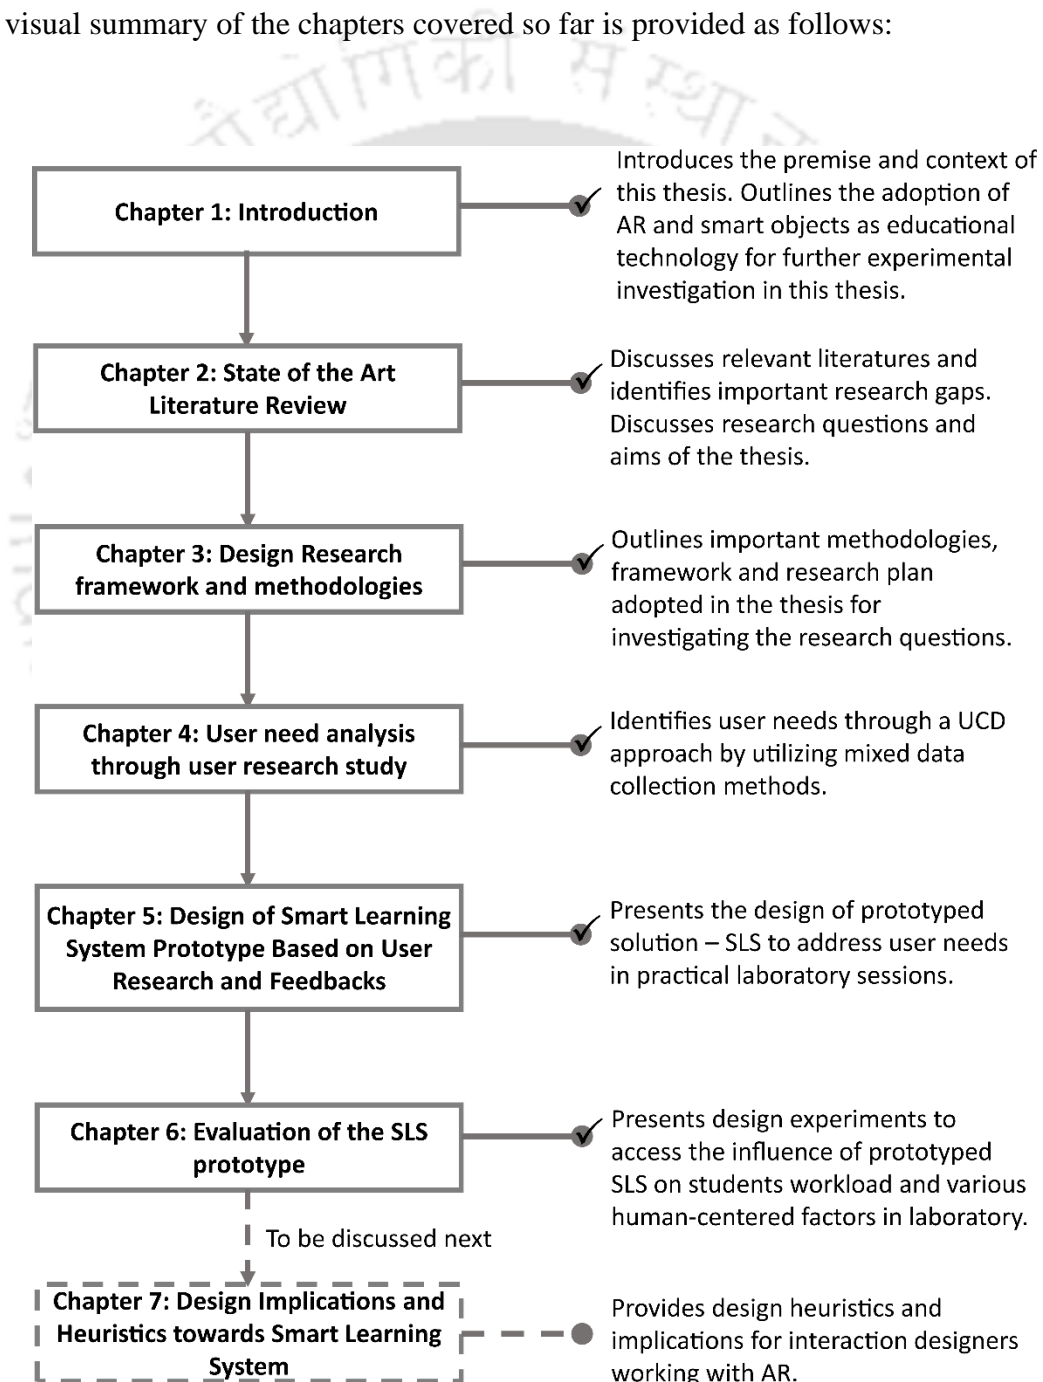 visual summary of the chapters covered so far is provided as follows:
Chapter 1: Introduction
Introduces the premise and context of
this thesis. Outlines the adoption of
AR and smart objects as educational
technology for further experimental
investigation in this thesis.
Chapter 2: State of the Art
Literature Review
Discusses relevant literatures and
identifies important research gaps.
Discusses research questions and
aims of the thesis.
Chapter 3: Design Research
framework and methodologies
Outlines important methodologies,
framework and research plan
adopted in the thesis for
investigating the research questions.
Chapter 4: User need analysis
through user research study
Identifies user needs through a UCD
approach by utilizing mixed data
collection methods.
Chapter 5: Design of Smart Learning
System Prototype Based on User
Research and Feedbacks
Presents the design of prototyped
solution – SLS to address user needs
in practical laboratory sessions.
Chapter 6: Evaluation of the SLS
prototype
Presents design experiments to
access the influence of prototyped
SLS on students workload and various
human-centered factors in laboratory.
To be discussed next
Chapter 7: Design Implications and
Heuristics towards Smart Learning
System
Provides design heuristics and
implications for interaction designers
working with AR.